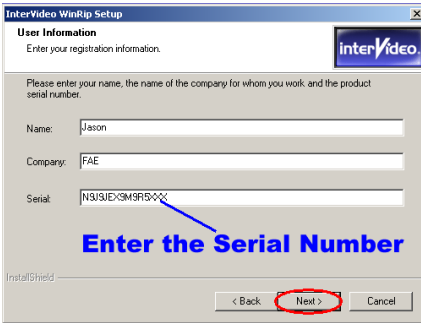 InterVideo WinRip Setup
User Information
Enter your registration information.
interVideo.
Please enter your name, the name of the company for whom you work and the product
serial number.
Name:
Jason
Company:
FAE
Serial:
N9J9JEX9M9R5XXX
Enter the Serial Number
InstallShield
< Back
Next >
Cancel